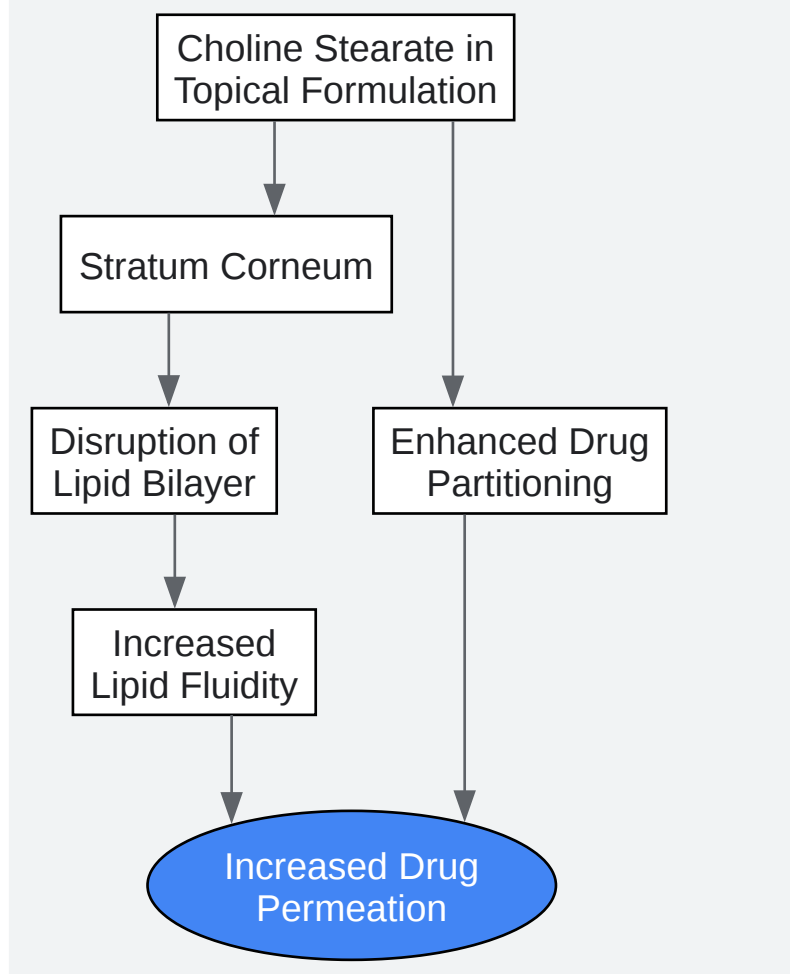 Choline Stearate in
Topical Formulation
Stratum Corneum
Disruption of
Lipid Bilayer
Enhanced Drug
Partitioning
Increased
Lipid Fluidity
Increased Drug
Permeation